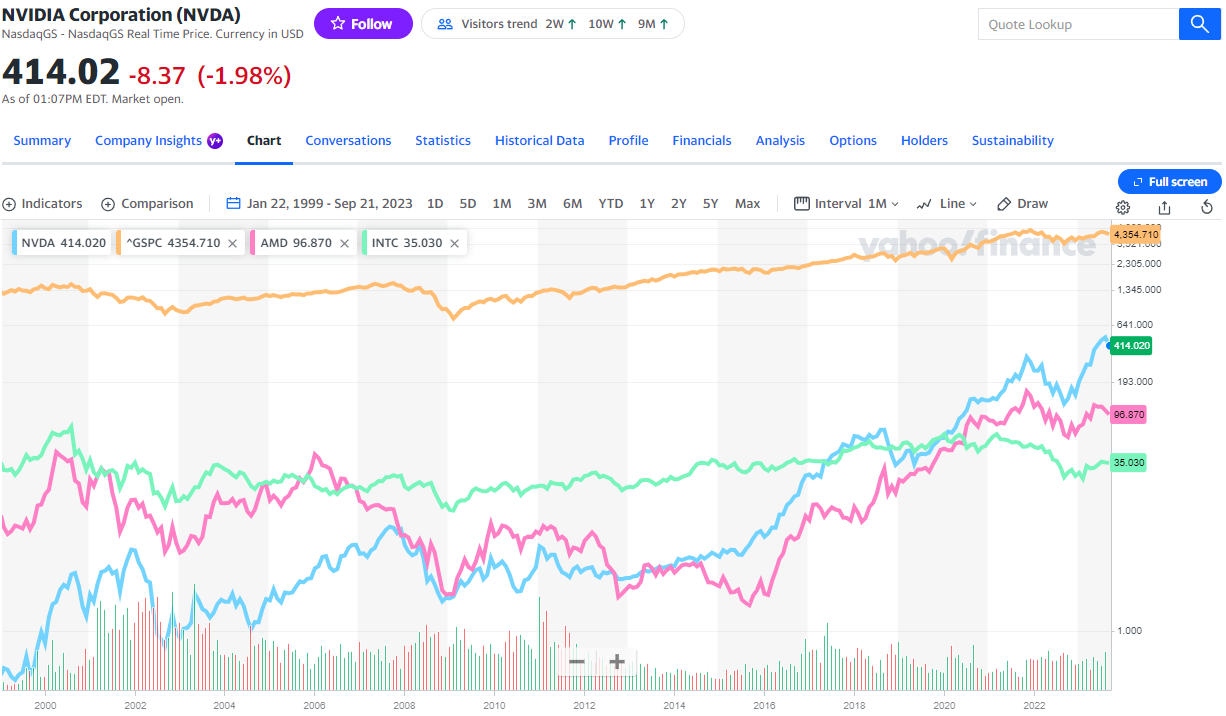 NVIDIA Corporation (NVDA)
NasdaqGS - NasdaqGS Real Time Price. Currency in USD
Follow
Visitors trend 2W ↑ 10W ↑ 9M ↑
Quote Lookup
414.02 -8.37 (-1.98%)
As of 01:07PM EDT. Market open.
Summary Company Insights Y+ Chart Conversations Statistics Historical Data Profile Financials Analysis Options Holders Sustainability
Full screen
Indicators Comparison Jan 22, 1999 - Sep 21, 2023 1D 5D 1M 3M 6M YTD 1Y 2Y 5Y Max Interval 1M Line Draw
NVDA 414.020 ^GSPC 4354.710 × AMD 96.870 × INTC 35.030 ×
yahoo!finance
4,354.710
2,305.000
1,345.000
641.000
414.020
193.000
96.870
35.030
1.000
2000 2002 2004 2006 2008 2010 2012 2014 2016 2018 2020 2022